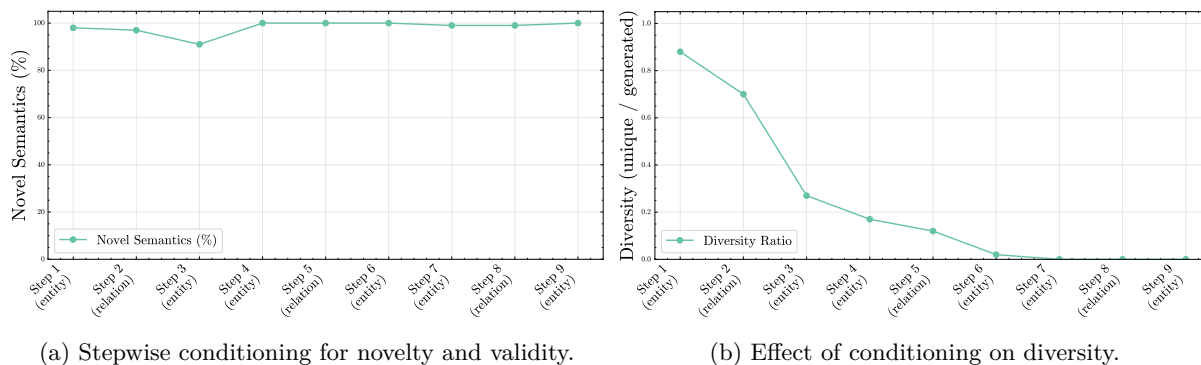 Novel Semantics (%)
100
80
60
40
20
0
Novel Semantics (%)
Step 1
(entity)
Step 2
(relation)
Step 3
(entity)
Step 4
(entity)
Step 5
(relation)
Step 6
(entity)
Step 7
(entity)
Step 8
(relation)
Step 9
(entity)
(a) Stepwise conditioning for novelty and validity.
Diversity (unique / generated)
1.0
0.8
0.6
0.4
0.2
0.0
Diversity Ratio
Step 1
(entity)
Step 2
(relation)
Step 3
(entity)
Step 4
(entity)
Step 5
(relation)
Step 6
(entity)
Step 7
(entity)
Step 8
(relation)
Step 9
(entity)
(b) Effect of conditioning on diversity.